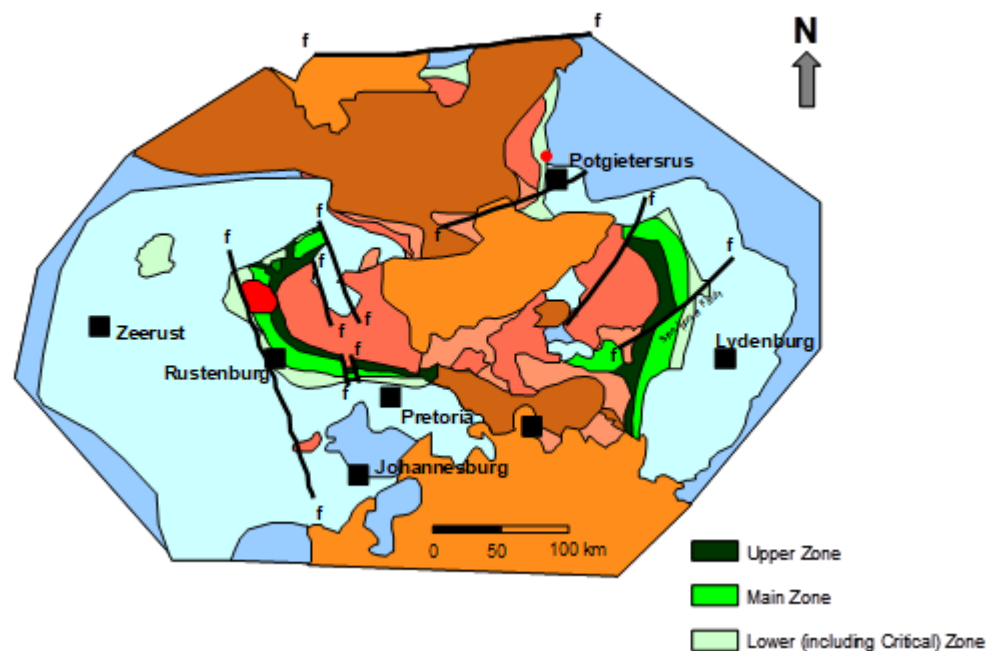 f
f
N
Potgietersrus
f
f
f
f
f
f
Zeerust
f
f
f
Lydenburg
Rustenburg
f
Pretoria
Johannesburg
f
0 50 100 km
Upper Zone
Main Zone
Lower (including Critical) Zone